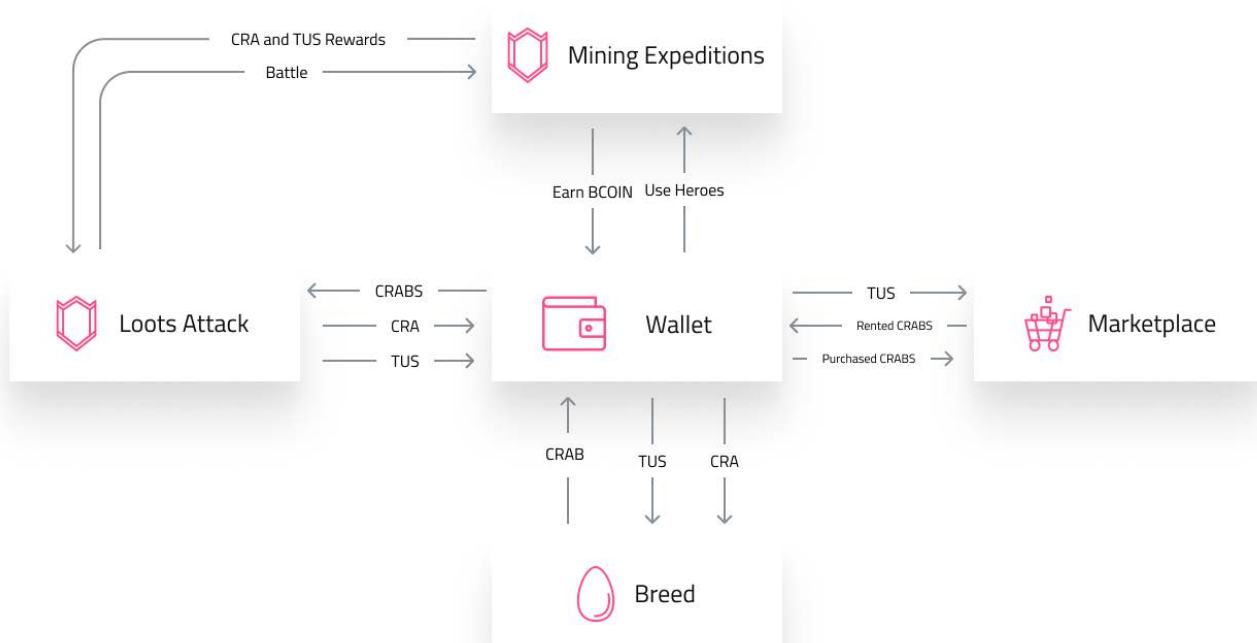 CRA and TUS Rewards
Battle
Mining Expeditions
Earn BCOIN
Use Heroes
Loots Attack
CRABS
CRA
TUS
Wallet
TUS
Rented CRABS
Purchased CRABS
Marketplace
CRAB
TUS
CRA
Breed